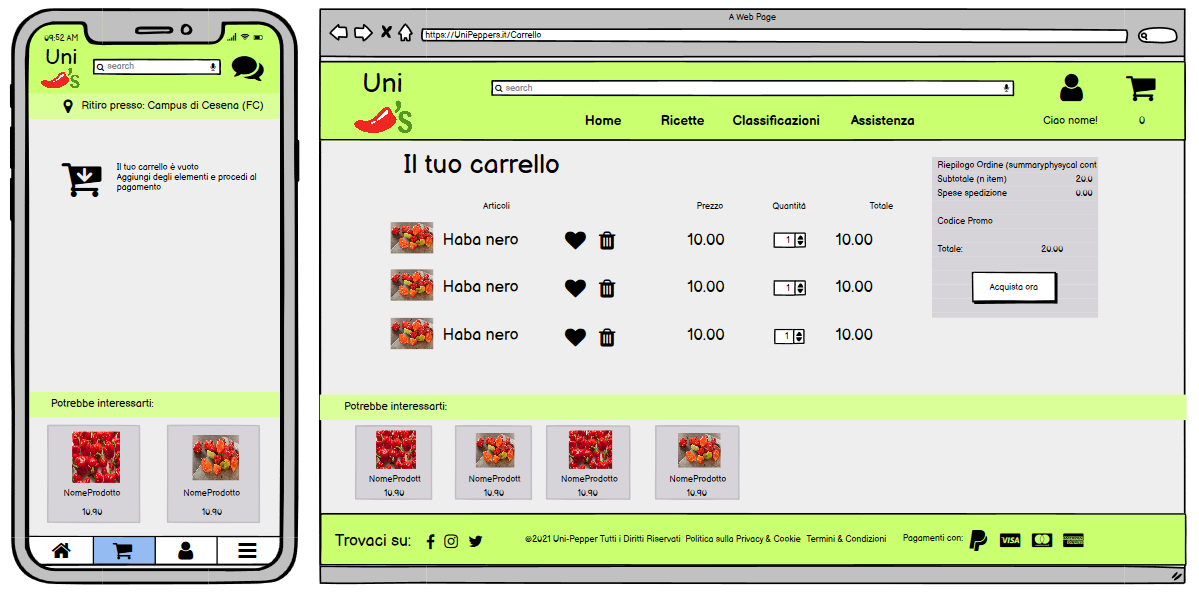 09:52 AM
Uni
's
search
Ritiro presso: Campus di Cesena (FC)
Il tuo carrello è vuoto
Aggiungi degli elementi e procedi al
pagamento
Potrebbe interessarti:
NomeProdotto
10.90
NomeProdotto
10.90
A Web Page
https://UniPeppers.it/Carrello
Uni
's
search
Ciao nome!
0
Home Ricette Classificazioni Assistenza
Il tuo carrello
Articoli Prezzo Quantità Totale
Haba nero 10.00 1 10.00
Haba nero 10.00 1 10.00
Haba nero 10.00 1 10.00
Riepilogo Ordine (summaryphysycal cont
Subtotale (n item) 20.0
Spese spedizione 0.00
Codice Promo
Totale: 20.00
Acquista ora
Potrebbe interessarti:
NomeProdott
10.90
NomeProdott
10.90
NomeProdotto
10.90
NomeProdotto
10.90
Trovaci su:
©2021 Uni-Pepper Tutti i Diritti Riservati Politica sulla Privacy & Cookie Termini & Condizioni
Pagamenti con:
VISA